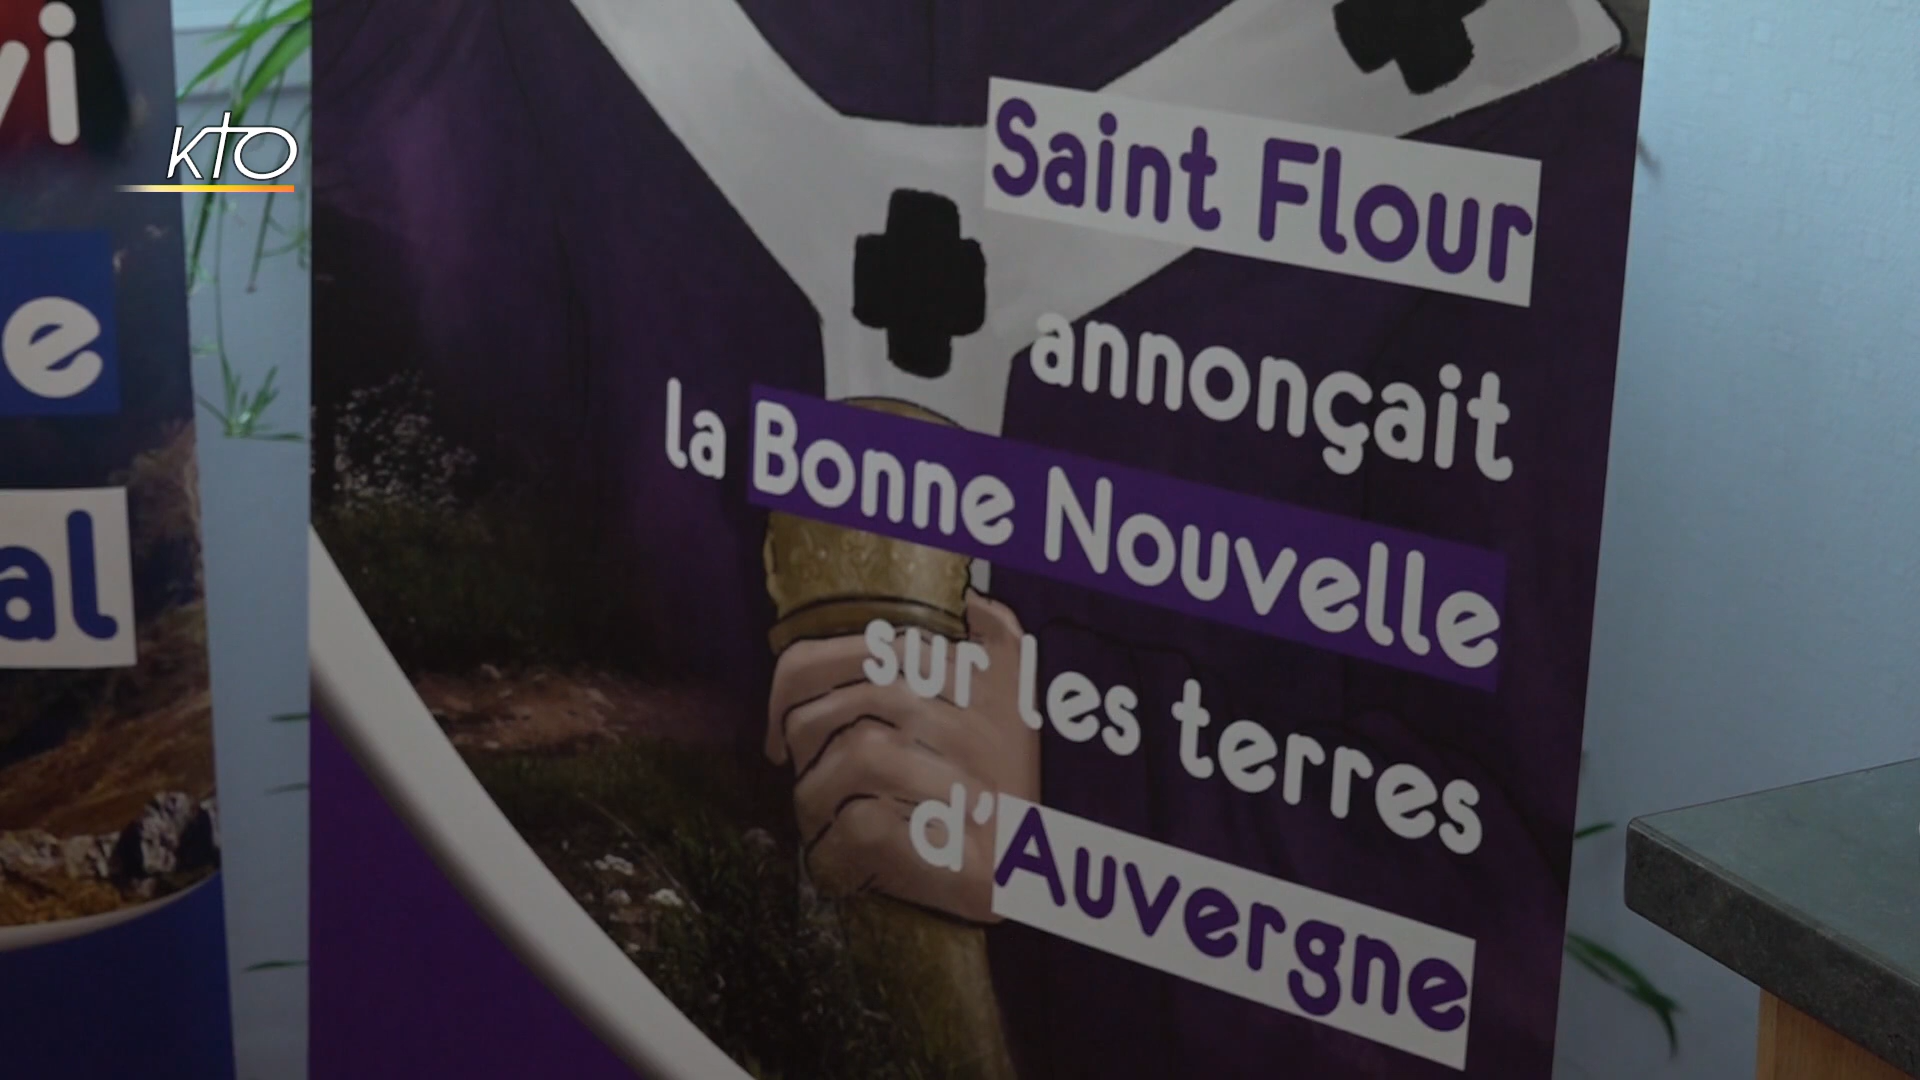 KTO
vi
e
al
Saint Flour
annonçait
la Bonne Nouvelle
sur les terres
d'Auvergne